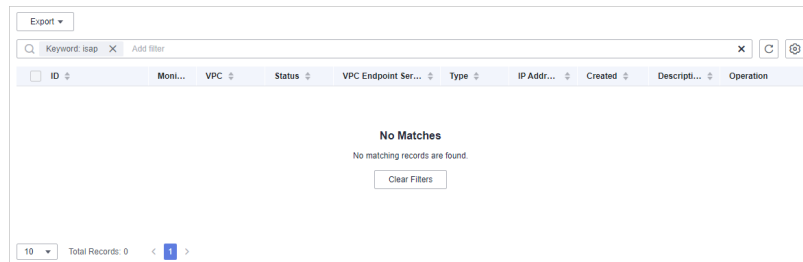 Export
Keyword: isap Add filter
ID Moni... VPC Status VPC Endpoint Ser... Type IP Addr... Created Descripti... Operation
No Matches
No matching records are found.
Clear Filters
10 Total Records: 0 < 1 >